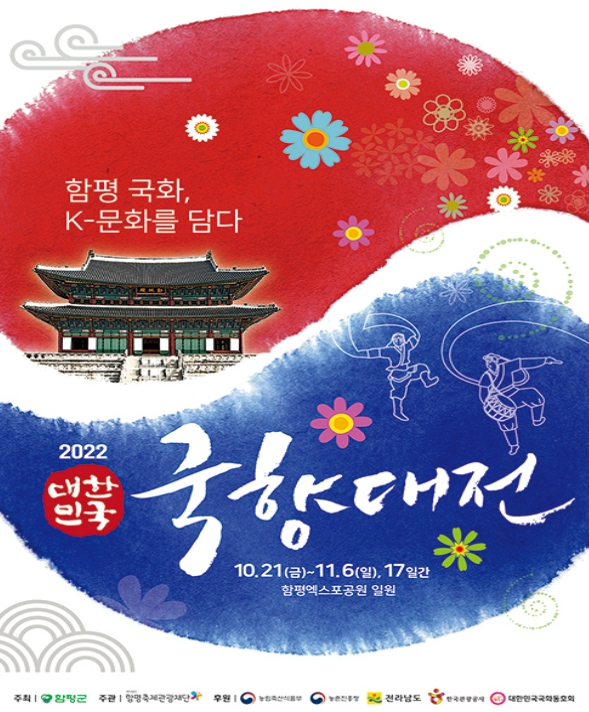 함평 국화,
K-문화를 담다
2022
대한
민국
국향대전
10.21(금)~11.6(일), 17일간
함평엑스포공원 일원
주최 | 함평군 주관 | 함평축제관광재단 후원 | 농림축산식품부 농촌진흥청 전라남도 한국관광공사 대한민국국화동호회